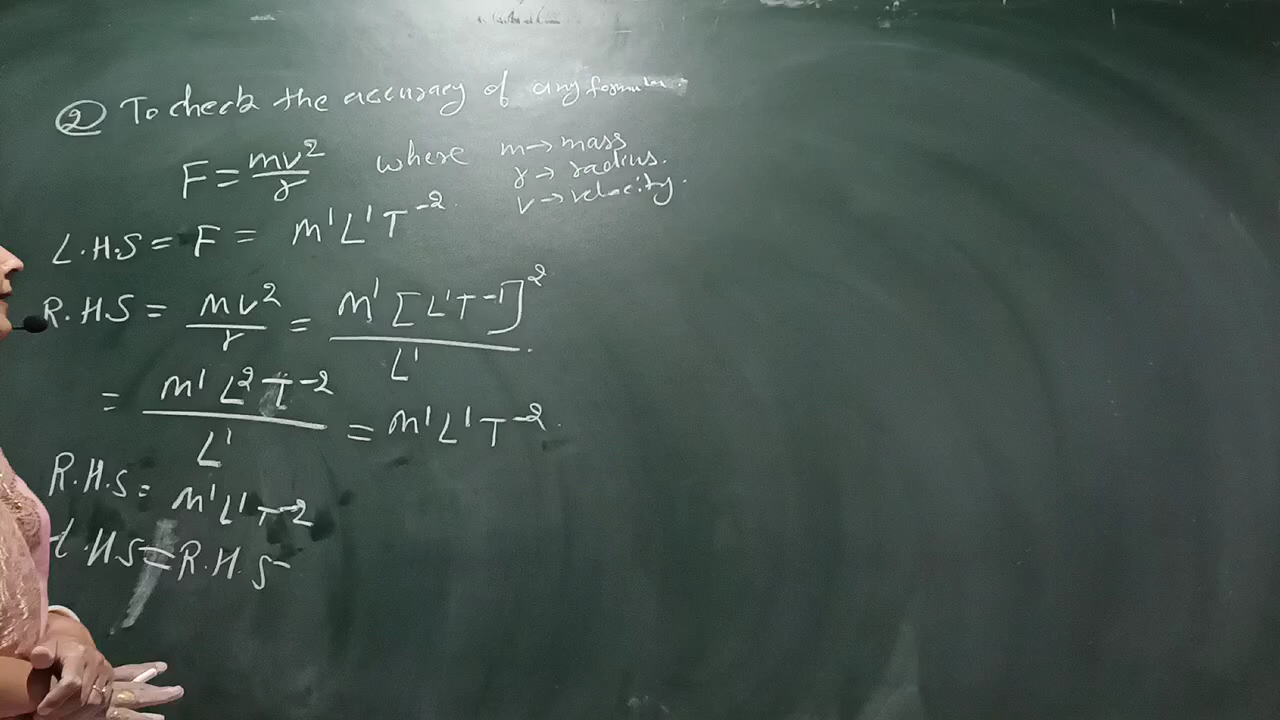 ② To check the accuracy of any formula.
F = mv²/r where m → mass
r → radius.
v → velocity.
L.H.S = F = M¹L¹T⁻²
R.H.S = mv²/r = M¹[L¹T⁻¹]²/L¹
= M¹L²T⁻²/L¹ = M¹L¹T⁻²
R.H.S = M¹L¹T⁻²
L.H.S = R.H.S